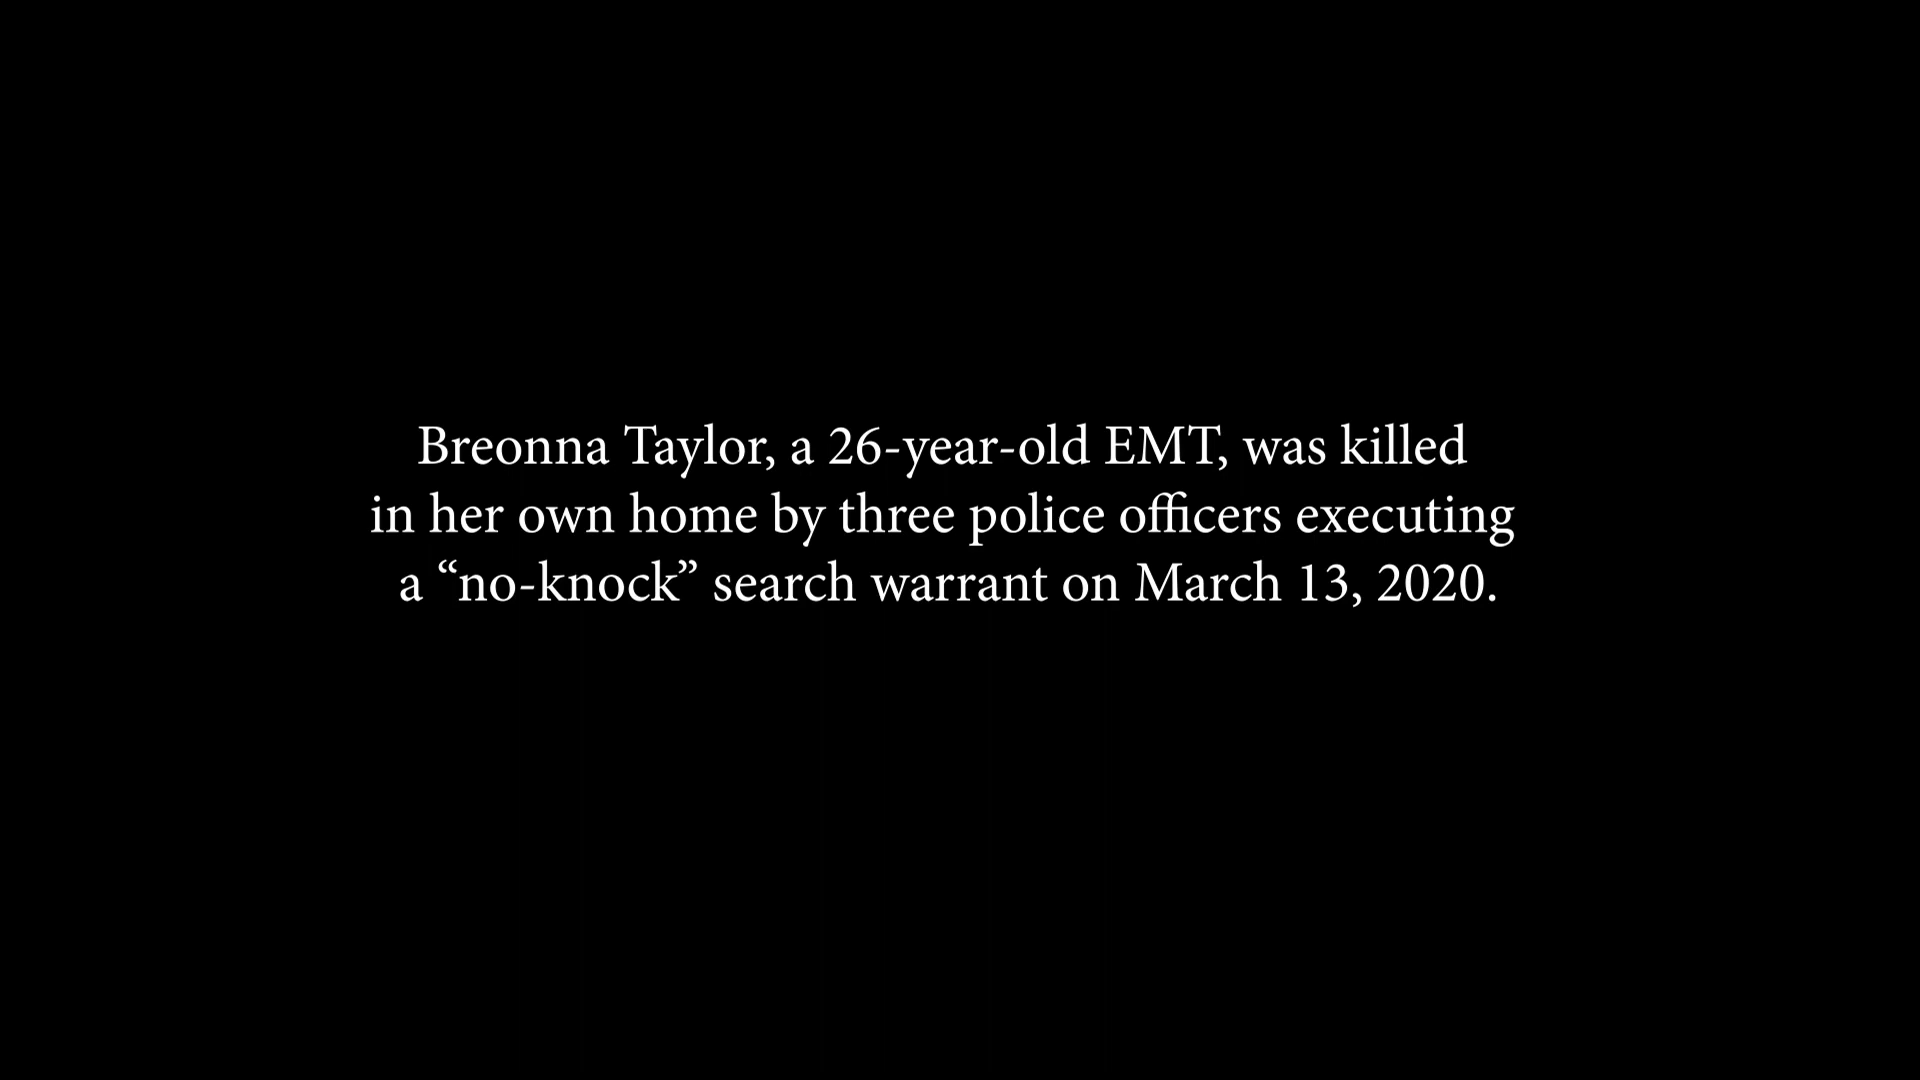 Breonna Taylor, a 26-year-old EMT, was killed
in her own home by three police officers executing
a “no-knock” search warrant on March 13, 2020.